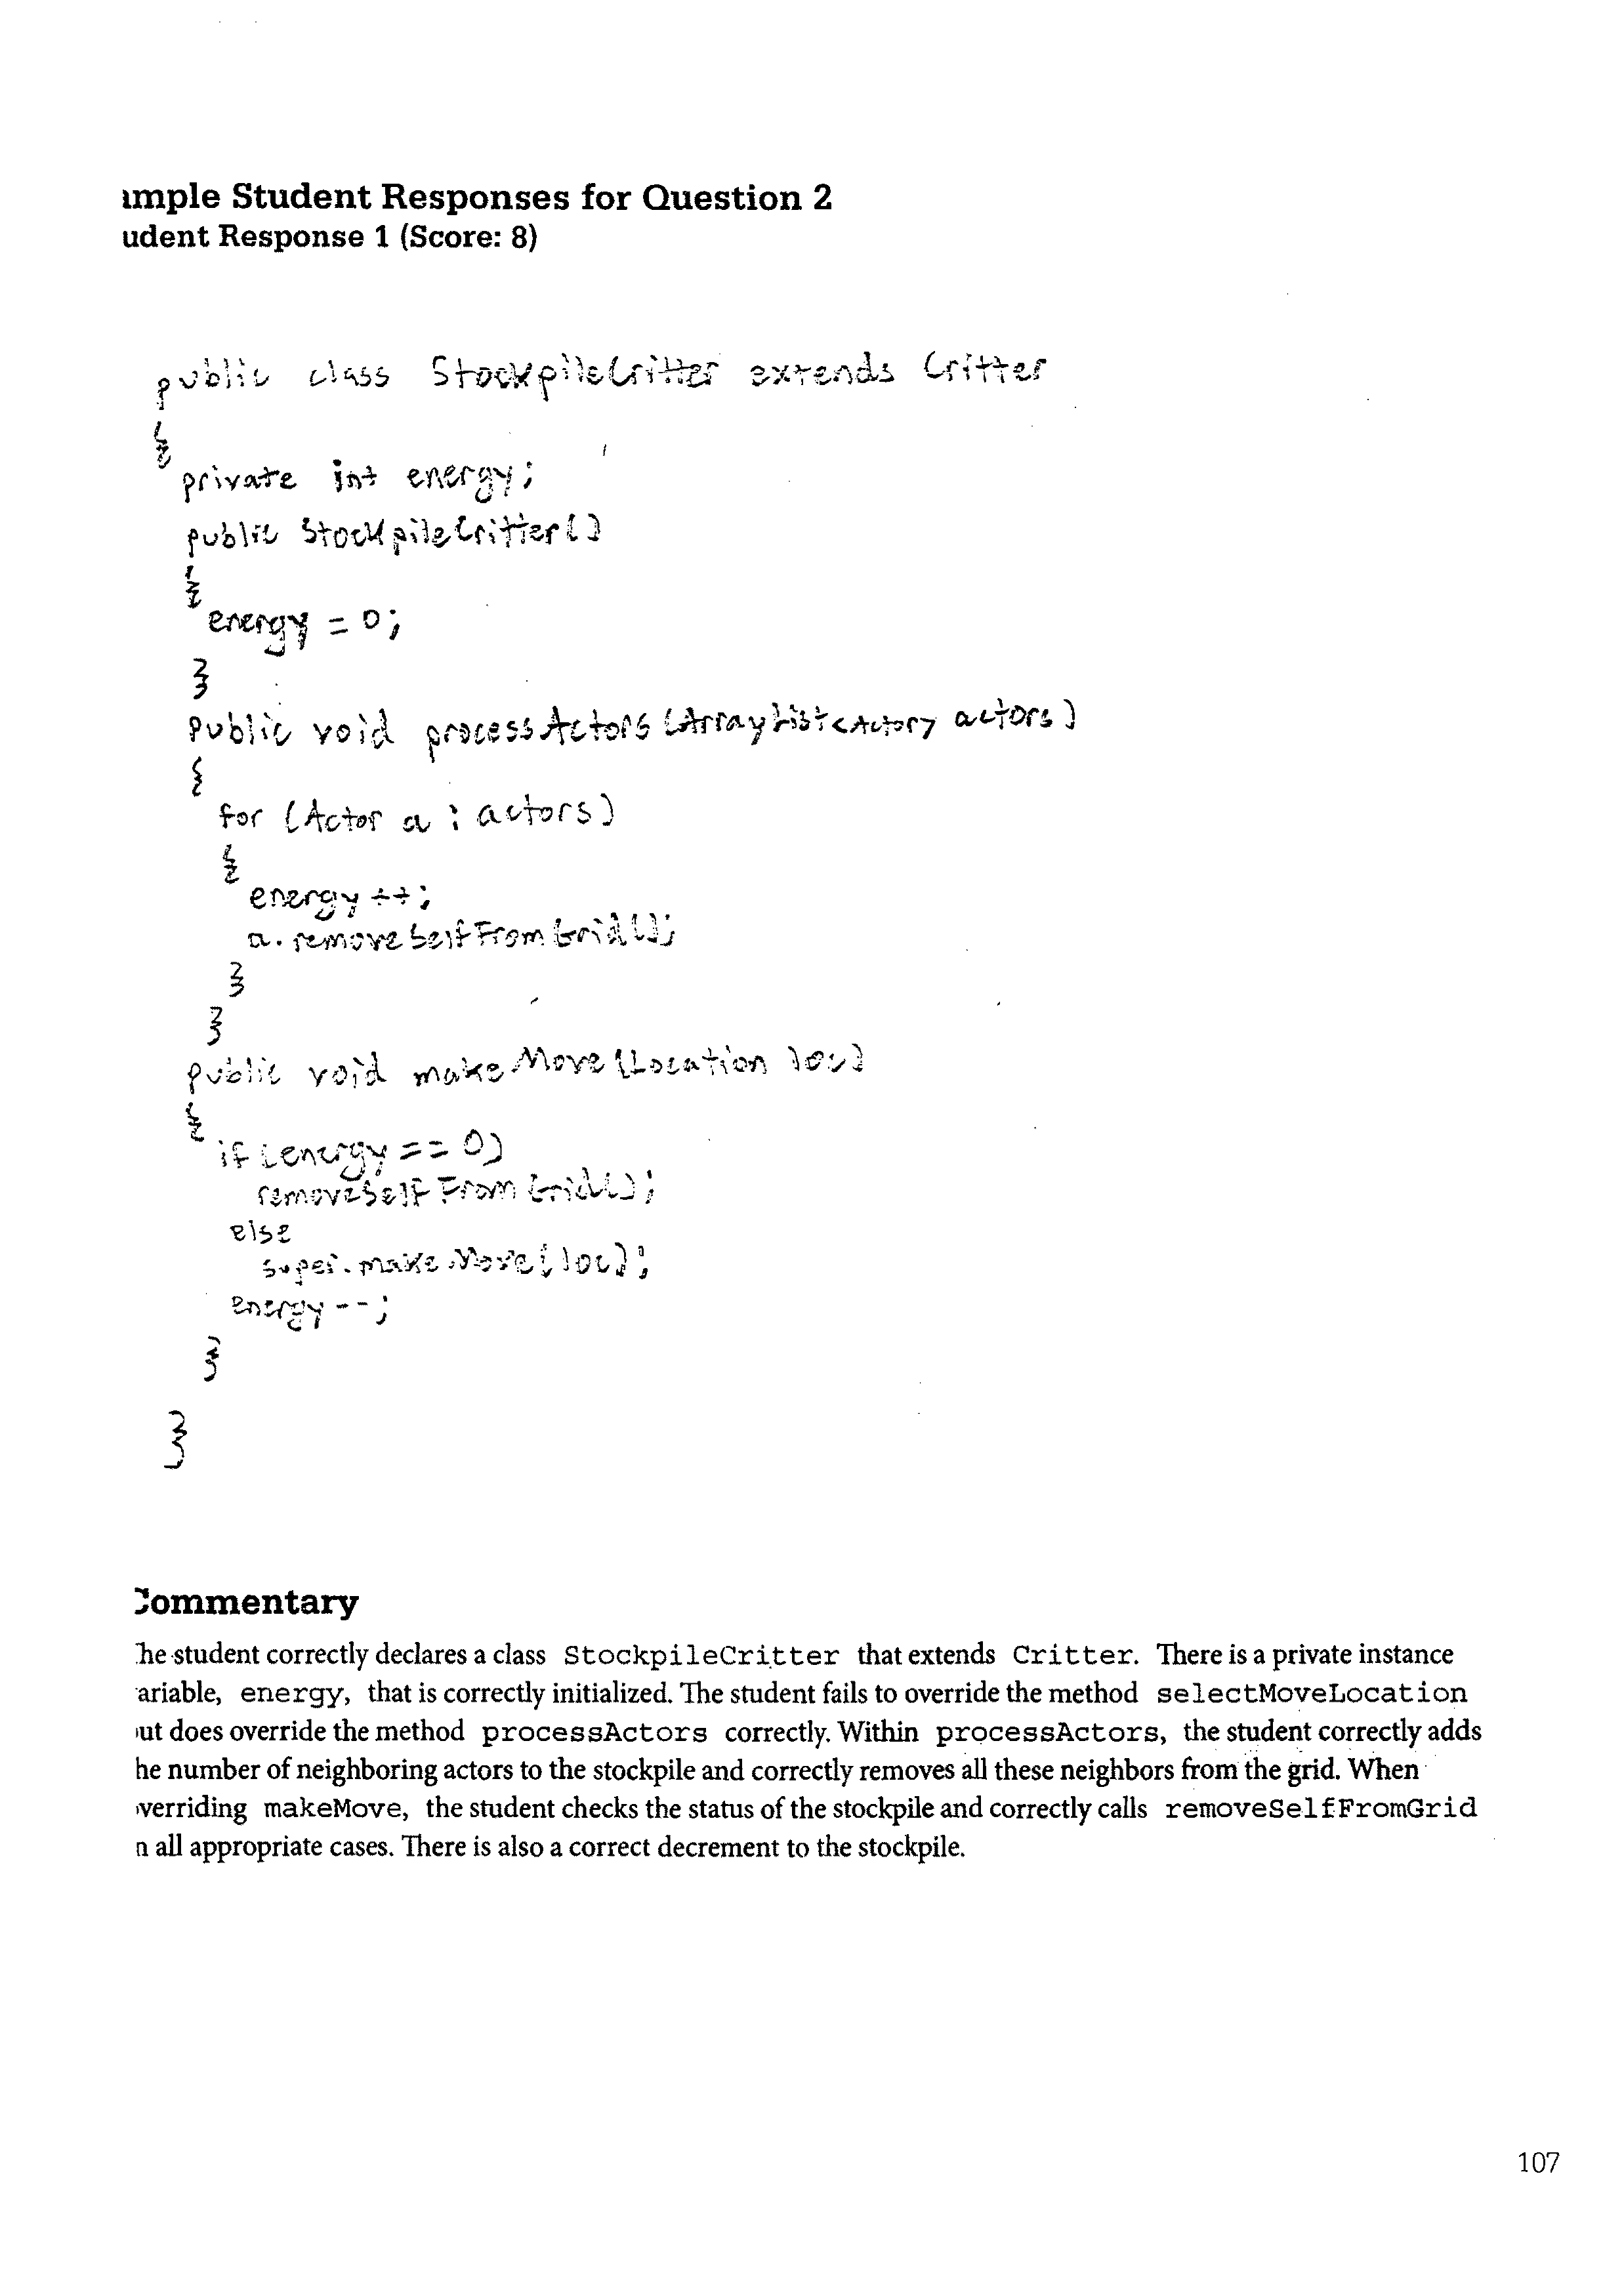 ımple Student Responses for Question 2
udent Response 1 (Score: 8)
public class StockpileCritter extends Critter
{
private int energy;
public StockpileCritter()
{
energy = 0;
}
public void processActors (ArrayList<Actor> actors)
{
for (Actor a : actors)
{
energy ++;
a. removeSelfFromGrid();
}
}
public void makeMove (Location loc)
{
if (energy == 0)
removeSelfFromGrid();
else
super.makeMove(loc);
energy --;
}
}
Commentary
he student correctly declares a class StockpileCritter that extends Critter. There is a private instance
ariable, energy, that is correctly initialized. The student fails to override the method selectMoveLocation
ut does override the method processActors correctly. Within processActors, the student correctly adds
he number of neighboring actors to the stockpile and correctly removes all these neighbors from the grid. When
verriding makeMove, the student checks the status of the stockpile and correctly calls removeSelfFromGrid
n all appropriate cases. There is also a correct decrement to the stockpile.
107